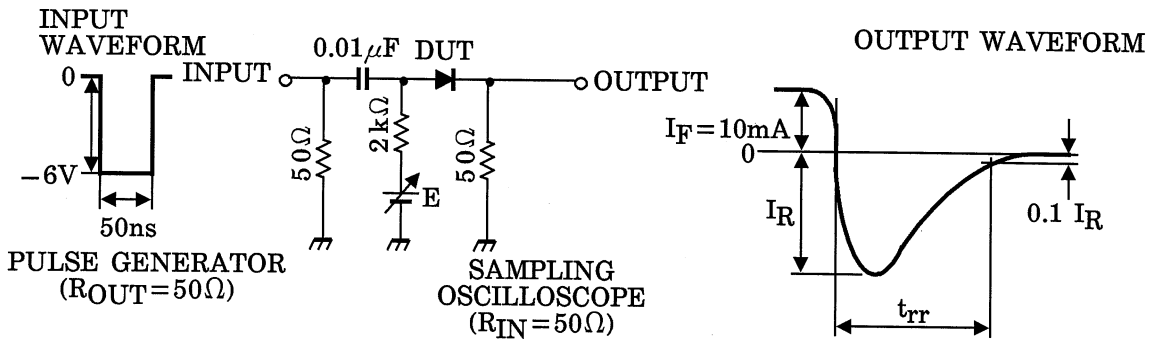 INPUT
WAVEFORM
0
−6V
50ns
PULSE GENERATOR
(ROUT=50Ω)
INPUT
0.01μF
DUT
OUTPUT
50Ω
2kΩ
E
50Ω
SAMPLING
OSCILLOSCOPE
(RIN=50Ω)
OUTPUT WAVEFORM
IF=10mA
0
IR
0.1 IR
trr